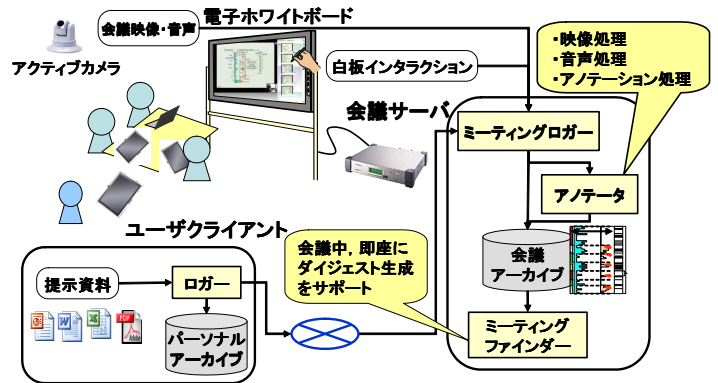 会議映像・音声
電子ホワイトボード
アクティブカメラ
白板インタラクション
・映像処理
・音声処理
・アノテーション処理
会議サーバ
ミーティングロガー
アノテータ
会議
アーカイブ
ミーティング
ファインダー
会議中，即座に
ダイジェスト生成
をサポート
ユーザクライアント
提示資料
ロガー
パーソナル
アーカイブ
PDF
Adobe